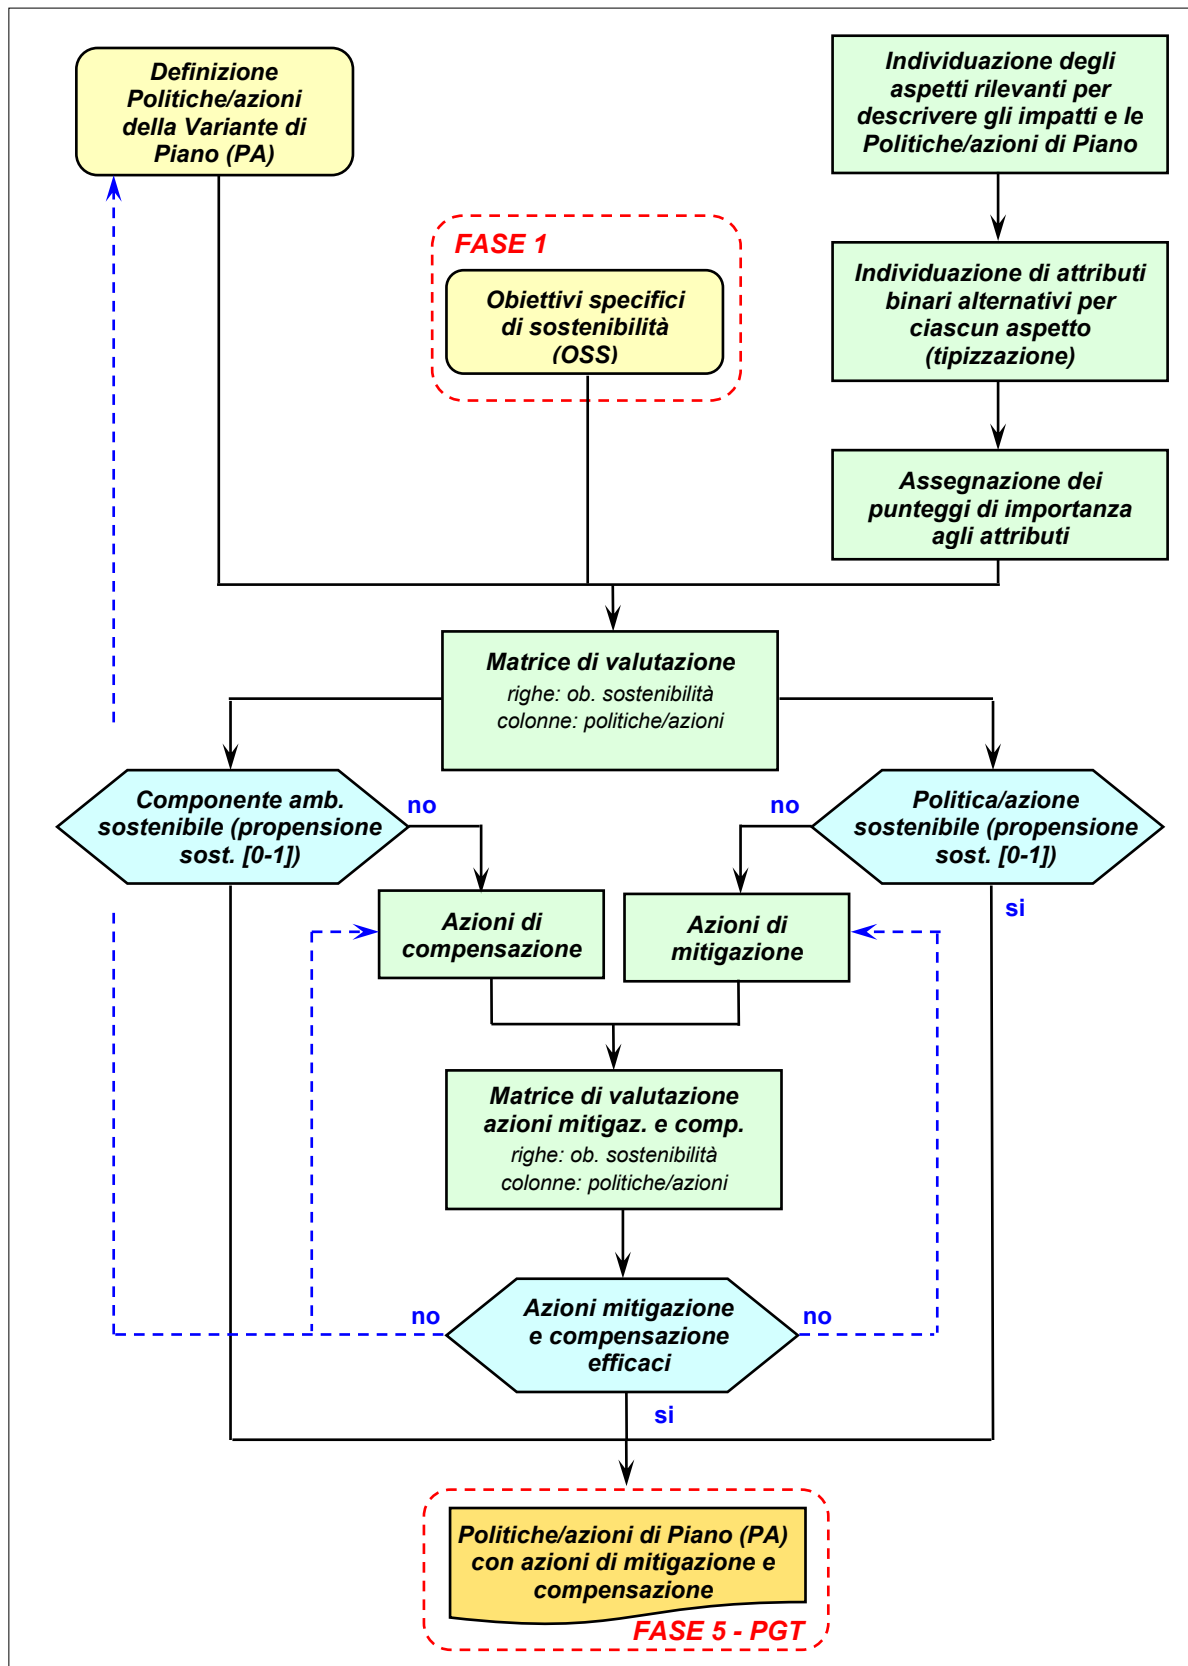 Definizione
Politiche/azioni
della Variante di
Piano (PA)
Individuazione degli
aspetti rilevanti per
descrivere gli impatti e le
Politiche/azioni di Piano
FASE 1
Obiettivi specifici
di sostenibilità
(OSS)
Individuazione di attributi
binari alternativi per
ciascun aspetto
(tipizzazione)
Assegnazione dei
punteggi di importanza
agli attributi
Matrice di valutazione
righe: ob. sostenibilità
colonne: politiche/azioni
Componente amb.
sostenibile (propensione
sost. [0-1])
no
no
Politica/azione
sostenibile (propensione
sost. [0-1])
si
Azioni di
compensazione
Azioni di
mitigazione
Matrice di valutazione
azioni mitigaz. e comp.
righe: ob. sostenibilità
colonne: politiche/azioni
no
Azioni mitigazione
e compensazione
efficaci
no
si
Politiche/azioni di Piano (PA)
con azioni di mitigazione e
compensazione
FASE 5 - PGT